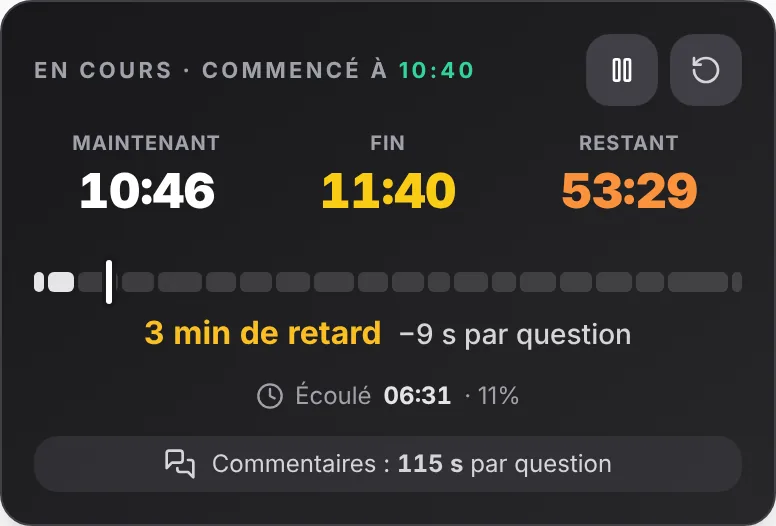 EN COURS · COMMENCÉ À 10:40
MAINTENANT FIN RESTANT
10:46 11:40 53:29
3 min de retard −9 s par question
Écoulé 06:31 · 11%
Commentaires : 115 s par question